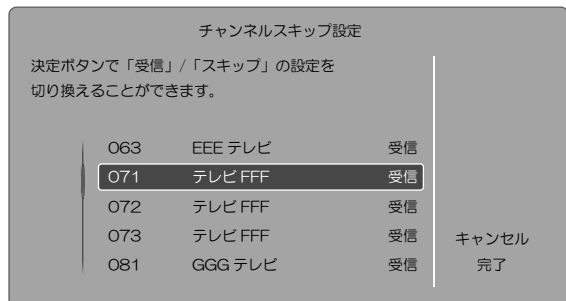 チャンネルスキップ設定
決定ボタンで「受信」/「スキップ」の設定を
切り換えることができます。
063 EEE テレビ 受信
071 テレビ FFF 受信
072 テレビ FFF 受信
073 テレビ FFF 受信
081 GGG テレビ 受信
キャンセル
完了